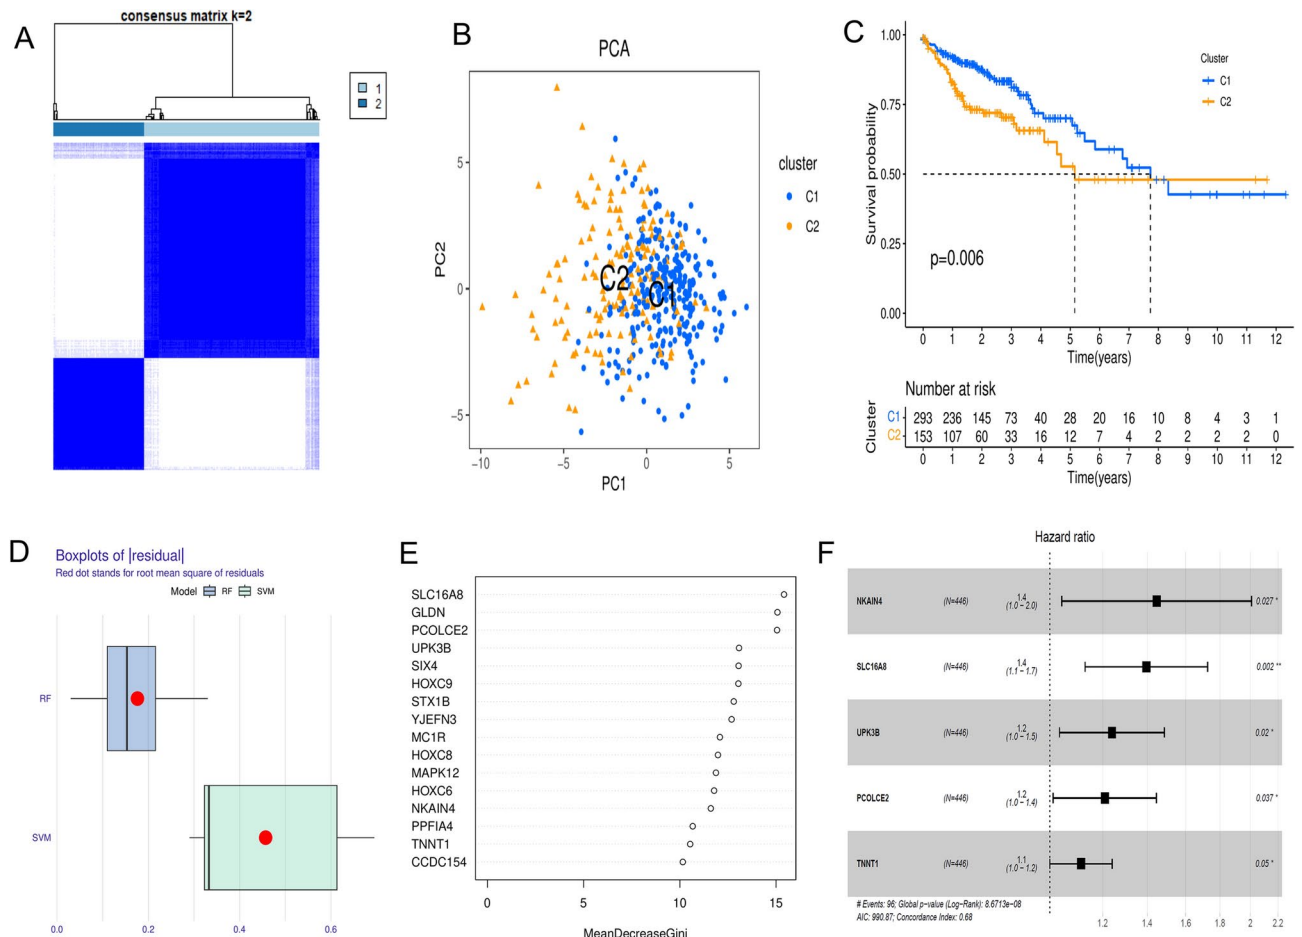 A
consensus matrix k=2
1
2
B
PCA
PC2
5
0
−5
−10
−5
0
5
PC1
cluster
C1
C2
C2
C1
C
Survival probability
1.00
0.75
0.50
0.25
0.00
Cluster
C1
C2
p=0.006
0 1 2 3 4 5 6 7 8 9 10 11 12
Time(years)
Number at risk
Cluster
C1 293 236 145 73 40 28 20 16 10 8 4 3 1
C2 153 107 60 33 16 12 7 4 2 2 2 2 0
0 1 2 3 4 5 6 7 8 9 10 11 12
Time(years)
D
Boxplots of |residual|
Red dot stands for root mean square of residuals
Model RF SVM
RF
SVM
0.0 0.2 0.4 0.6
E
SLC16A8
GLDN
PCOLCE2
UPK3B
SIX4
HOXC9
STX1B
YJEFN3
MC1R
HOXC8
MAPK12
HOXC6
NKAIN4
PPFIA4
TNNT1
CCDC154
0 5 10 15
MeanDecreaseGini
F
Hazard ratio
NKAIN4 (N=446) 1.4 0.027 *
(1.0 − 2.0)
SLC16A8 (N=446) 1.4 0.002 **
(1.1 − 1.7)
UPK3B (N=446) 1.2 0.02 *
(1.0 − 1.5)
PCOLCE2 (N=446) 1.2 0.037 *
(1.0 − 1.4)
TNNT1 (N=446) 1.1 0.05 *
(1.0 − 1.2)
# Events: 96; Global p−value (Log−Rank): 8.6713e−08
AIC: 990.87; Concordance Index: 0.68
1.2 1.4 1.6 1.8 2 2.2